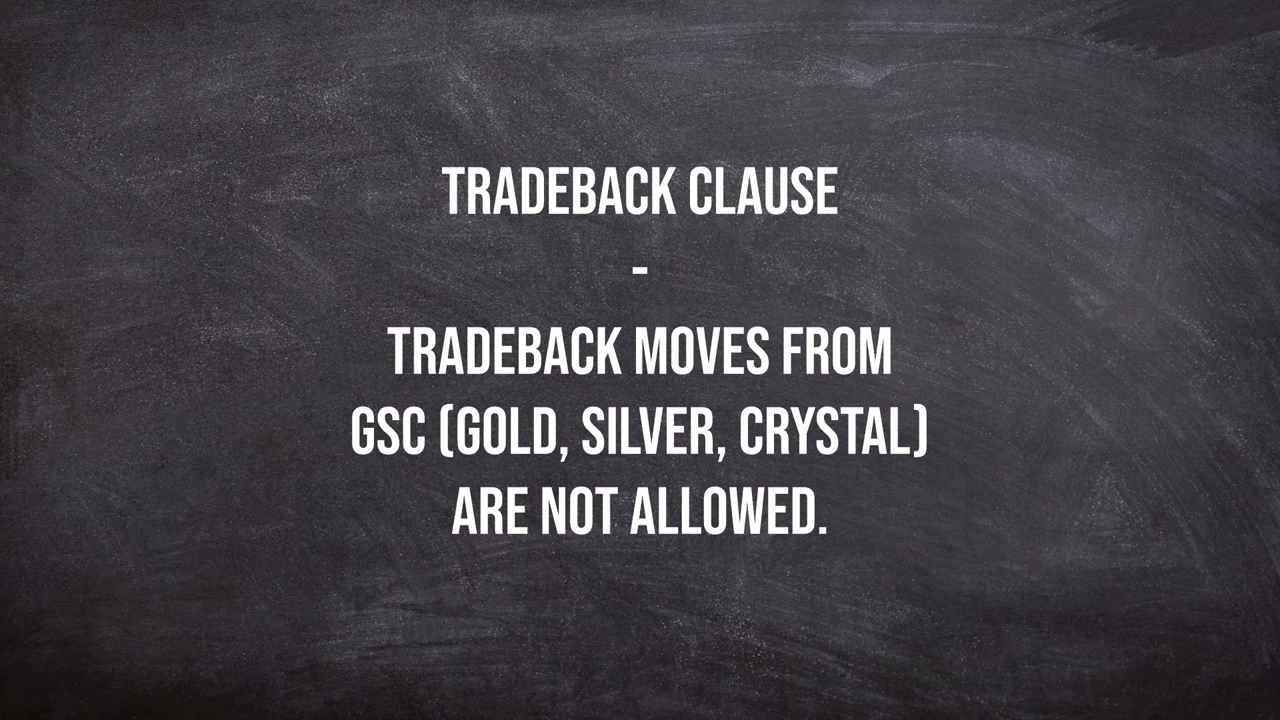 TRADEBACK CLAUSE
-
TRADEBACK MOVES FROM
GSC (GOLD, SILVER, CRYSTAL)
ARE NOT ALLOWED.